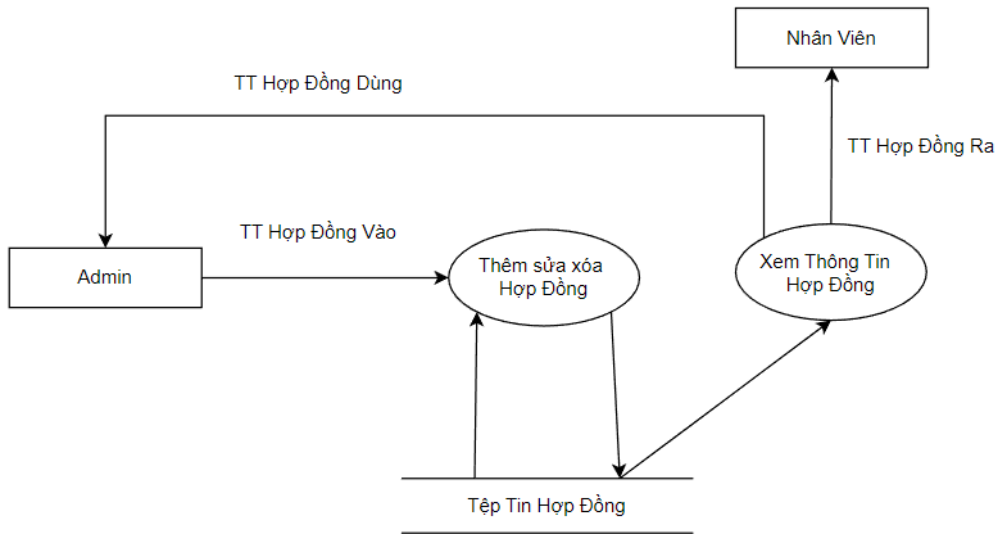 Nhân Viên
TT Hợp Đồng Dùng
TT Hợp Đồng Ra
TT Hợp Đồng Vào
Admin
Thêm sửa xóa
Hợp Đồng
Xem Thông Tin
Hợp Đồng
Tệp Tin Hợp Đồng